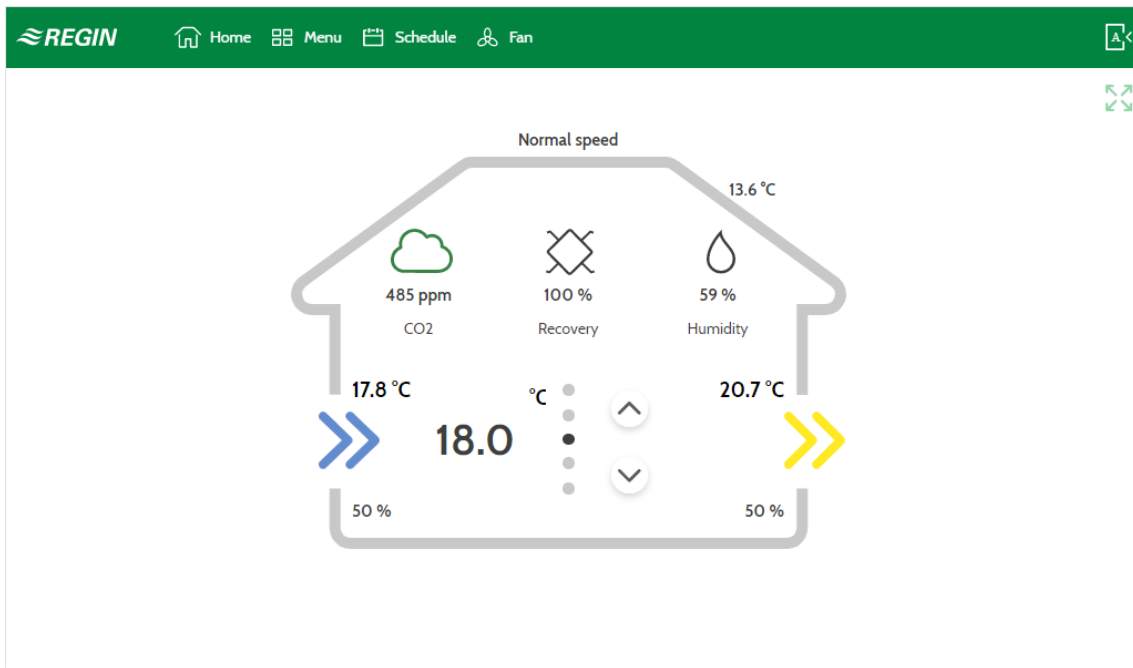 REGIN Home Menu Schedule Fan A
Normal speed
13.6 °C
485 ppm 100 % 59 %
CO2 Recovery Humidity
17.8 °C °C 20.7 °C
18.0
50 % 50 %